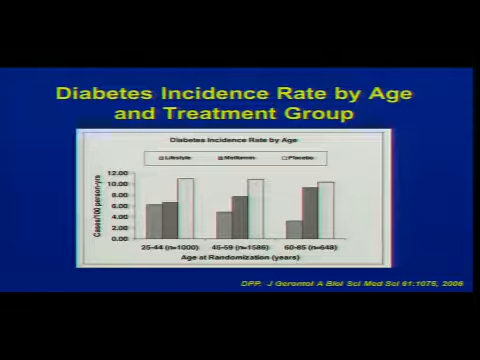 Diabetes Incidence Rate by Age
and Treatment Group
Diabetes Incidence Rate by Age
Lifestyle Metformin Placebo
Cases/100 person-yrs
12.00
10.00
8.00
6.00
4.00
2.00
0.00
25-44 (n=1000) 45-59 (n=1586) 60-85 (n=648)
Age at Randomization (years)
DPP. J Gerontol A Biol Sci Med Sci 61:1075, 2006